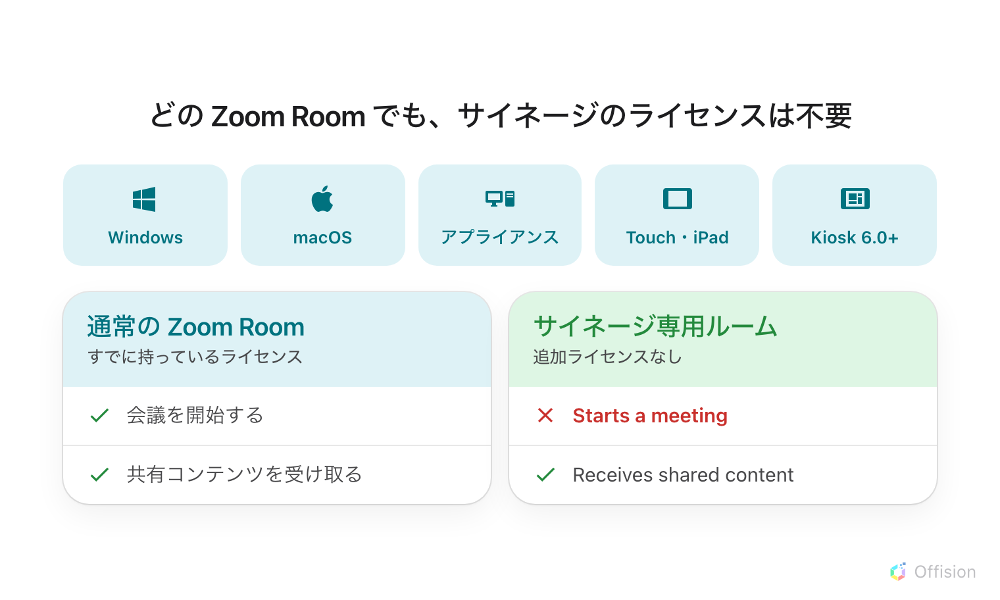 どの Zoom Room でも、サイネージのライセンスは不要
Windows
macOS
アプライアンス
Touch・iPad
Kiosk 6.0+
通常の Zoom Room
すでに持っているライセンス
会議を開始する
共有コンテンツを受け取る
サイネージ専用ルーム
追加ライセンスなし
Starts a meeting
Receives shared content
Offision